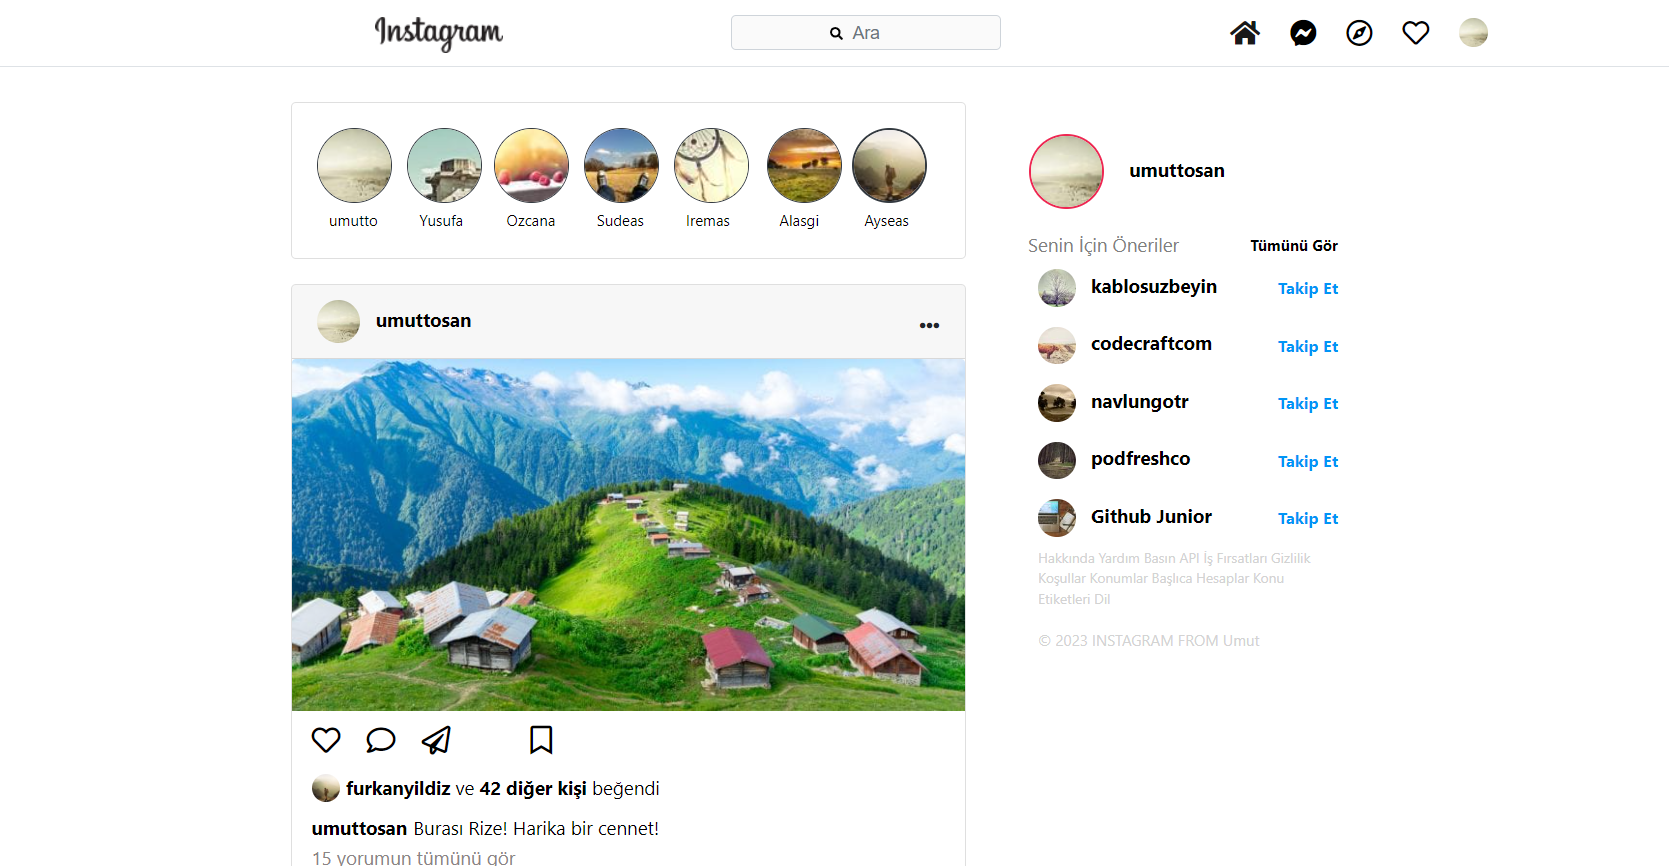 Instagram
Ara
umutto Yusufa Ozcana Sudeas Iremas Alasgi Ayseas
umuttosan
furkanyildiz ve 42 diğer kişi beğendi
umuttosan Burası Rize! Harika bir cennet!
15 yorumun tümünü gör
umuttosan
Senin İçin Öneriler Tümünü Gör
kablosuzbeyin Takip Et
codecraftcom Takip Et
navlungotr Takip Et
podfreshco Takip Et
Github Junior Takip Et
Hakkında Yardım Basın API İş Fırsatları Gizlilik
Koşullar Konumlar Başlıca Hesaplar Konu
Etiketleri Dil
© 2023 INSTAGRAM FROM Umut